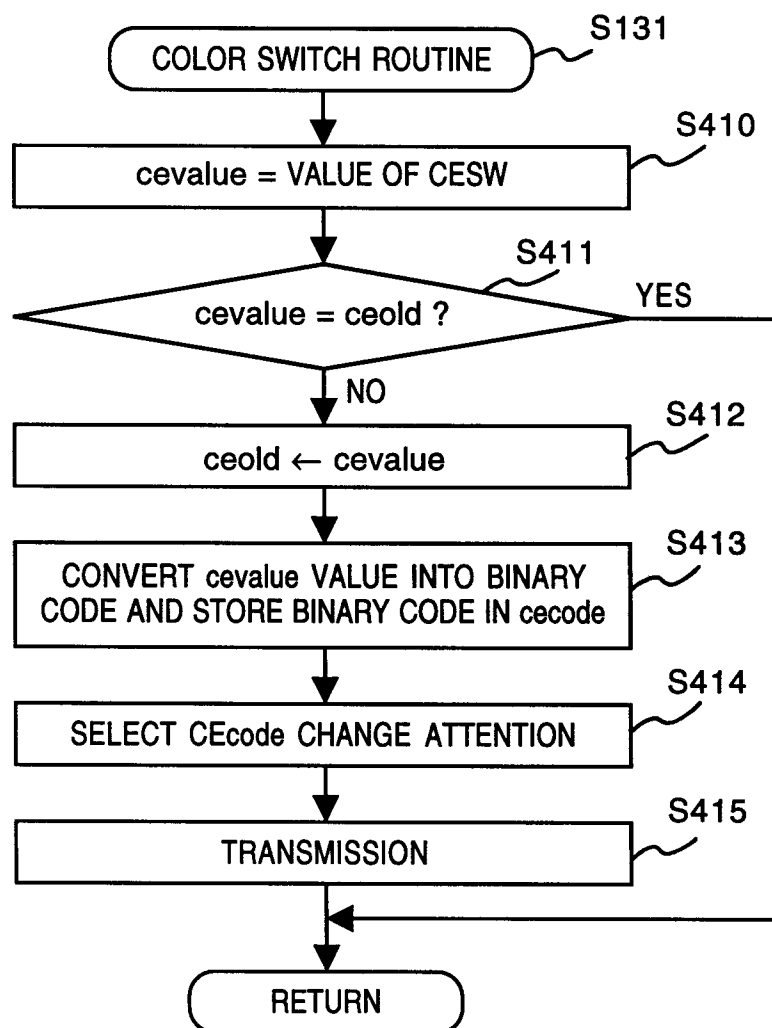 COLOR SWITCH ROUTINE
S131
S410
cevalue = VALUE OF CESW
S411
cevalue = ceold ?
YES
NO
S412
ceold ← cevalue
S413
CONVERT cevalue VALUE INTO BINARY
CODE AND STORE BINARY CODE IN cecode
S414
SELECT CEcode CHANGE ATTENTION
S415
TRANSMISSION
RETURN